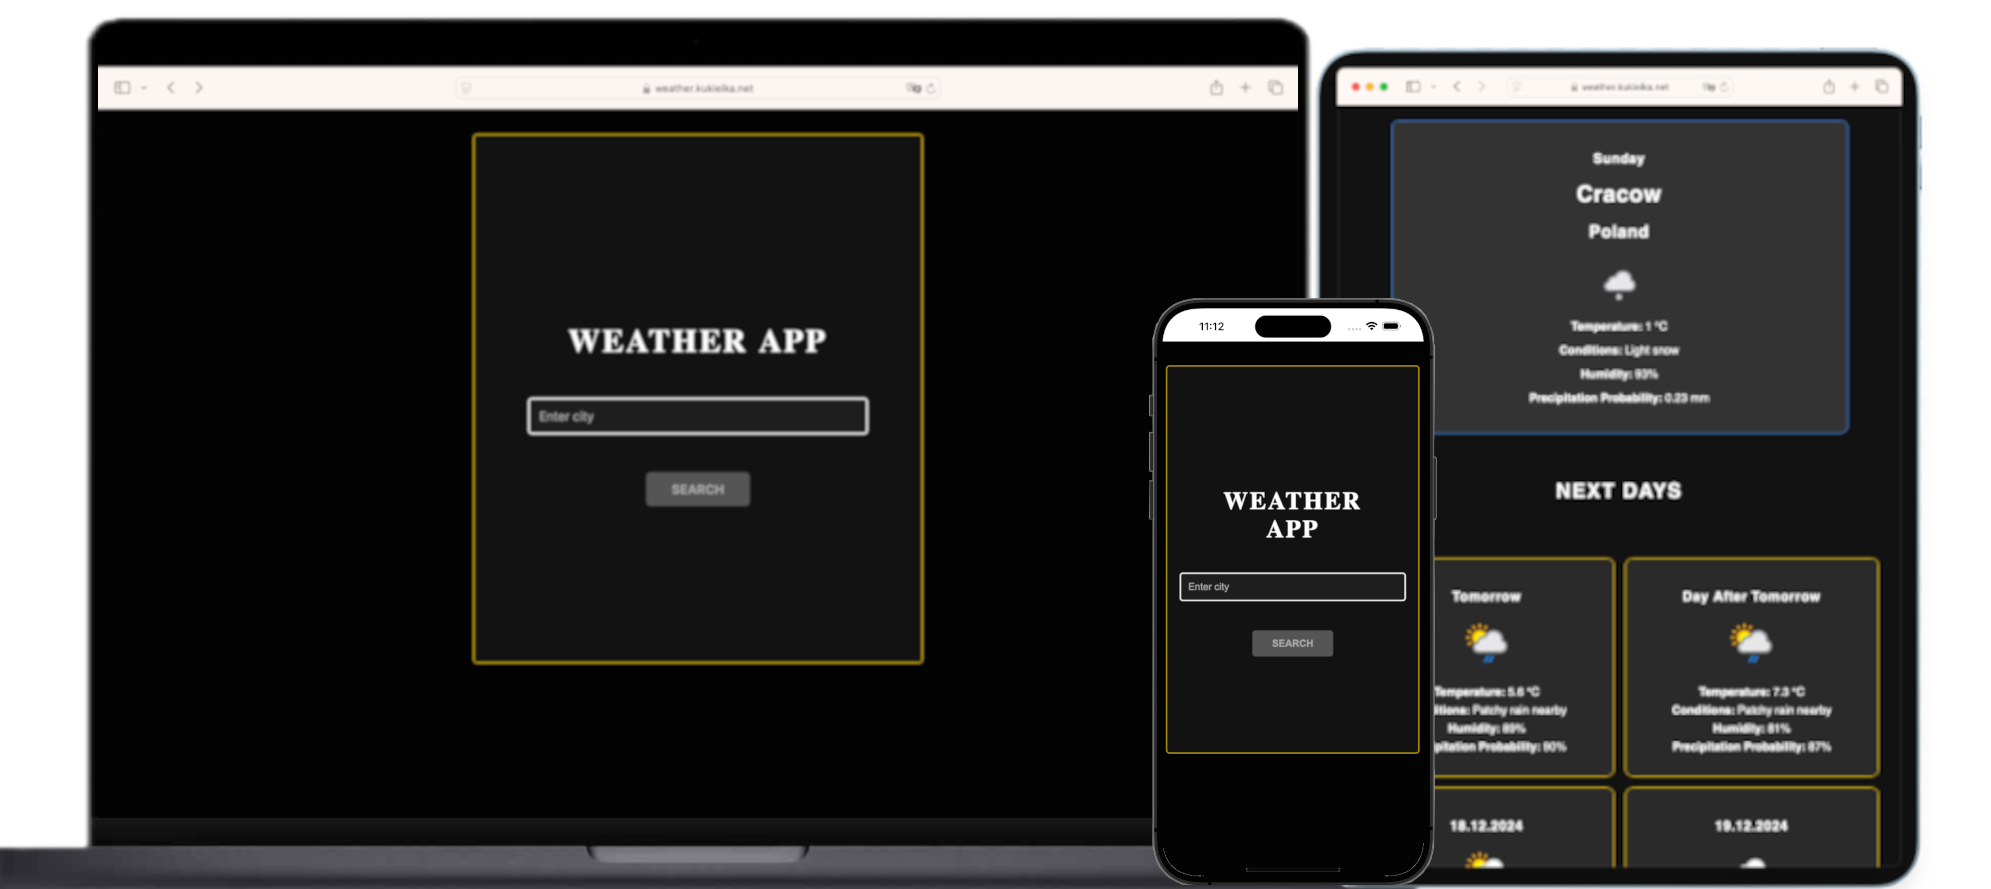 weather.kukielka.net
WEATHER APP
Enter city
SEARCH
11:12
WEATHER
APP
Enter city
SEARCH
weather.kukielka.net
Sunday
Cracow
Poland
Temperature: 1 °C
Conditions: Light snow
Humidity: 93%
Precipitation Probability: 0.23 mm
NEXT DAYS
Tomorrow
Temperature: 5.6 °C
itions: Patchy rain nearby
Humidity: 89%
pitation Probability: 90%
Day After Tomorrow
Temperature: 7.3 °C
Conditions: Patchy rain nearby
Humidity: 81%
Precipitation Probability: 87%
18.12.2024
19.12.2024